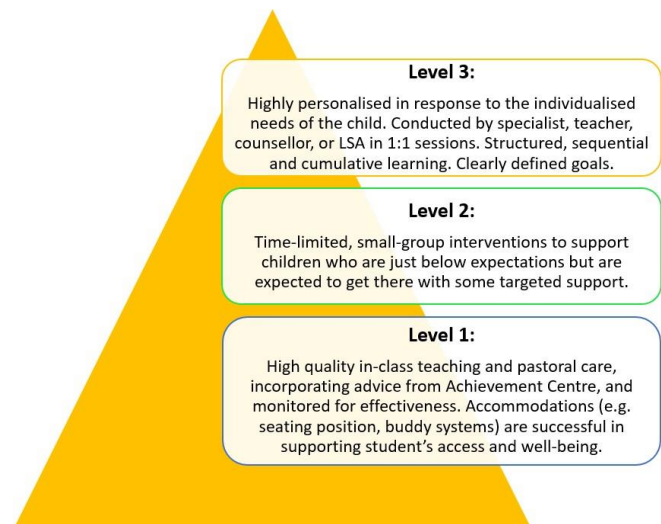 Level 3:
Highly personalised in response to the individualised
needs of the child. Conducted by specialist, teacher,
counsellor, or LSA in 1:1 sessions. Structured, sequential
and cumulative learning. Clearly defined goals.
Level 2:
Time-limited, small-group interventions to support
children who are just below expectations but are
expected to get there with some targeted support.
Level 1:
High quality in-class teaching and pastoral care,
incorporating advice from Achievement Centre, and
monitored for effectiveness. Accommodations (e.g.
seating position, buddy systems) are successful in
supporting student’s access and well-being.